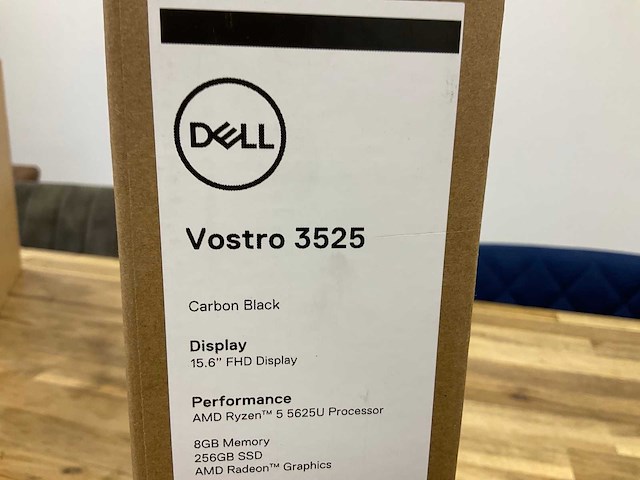 DELL
Vostro 3525
Carbon Black
Display
15.6" FHD Display
Performance
AMD Ryzen™ 5 5625U Processor
8GB Memory
256GB SSD
AMD Radeon™ Graphics